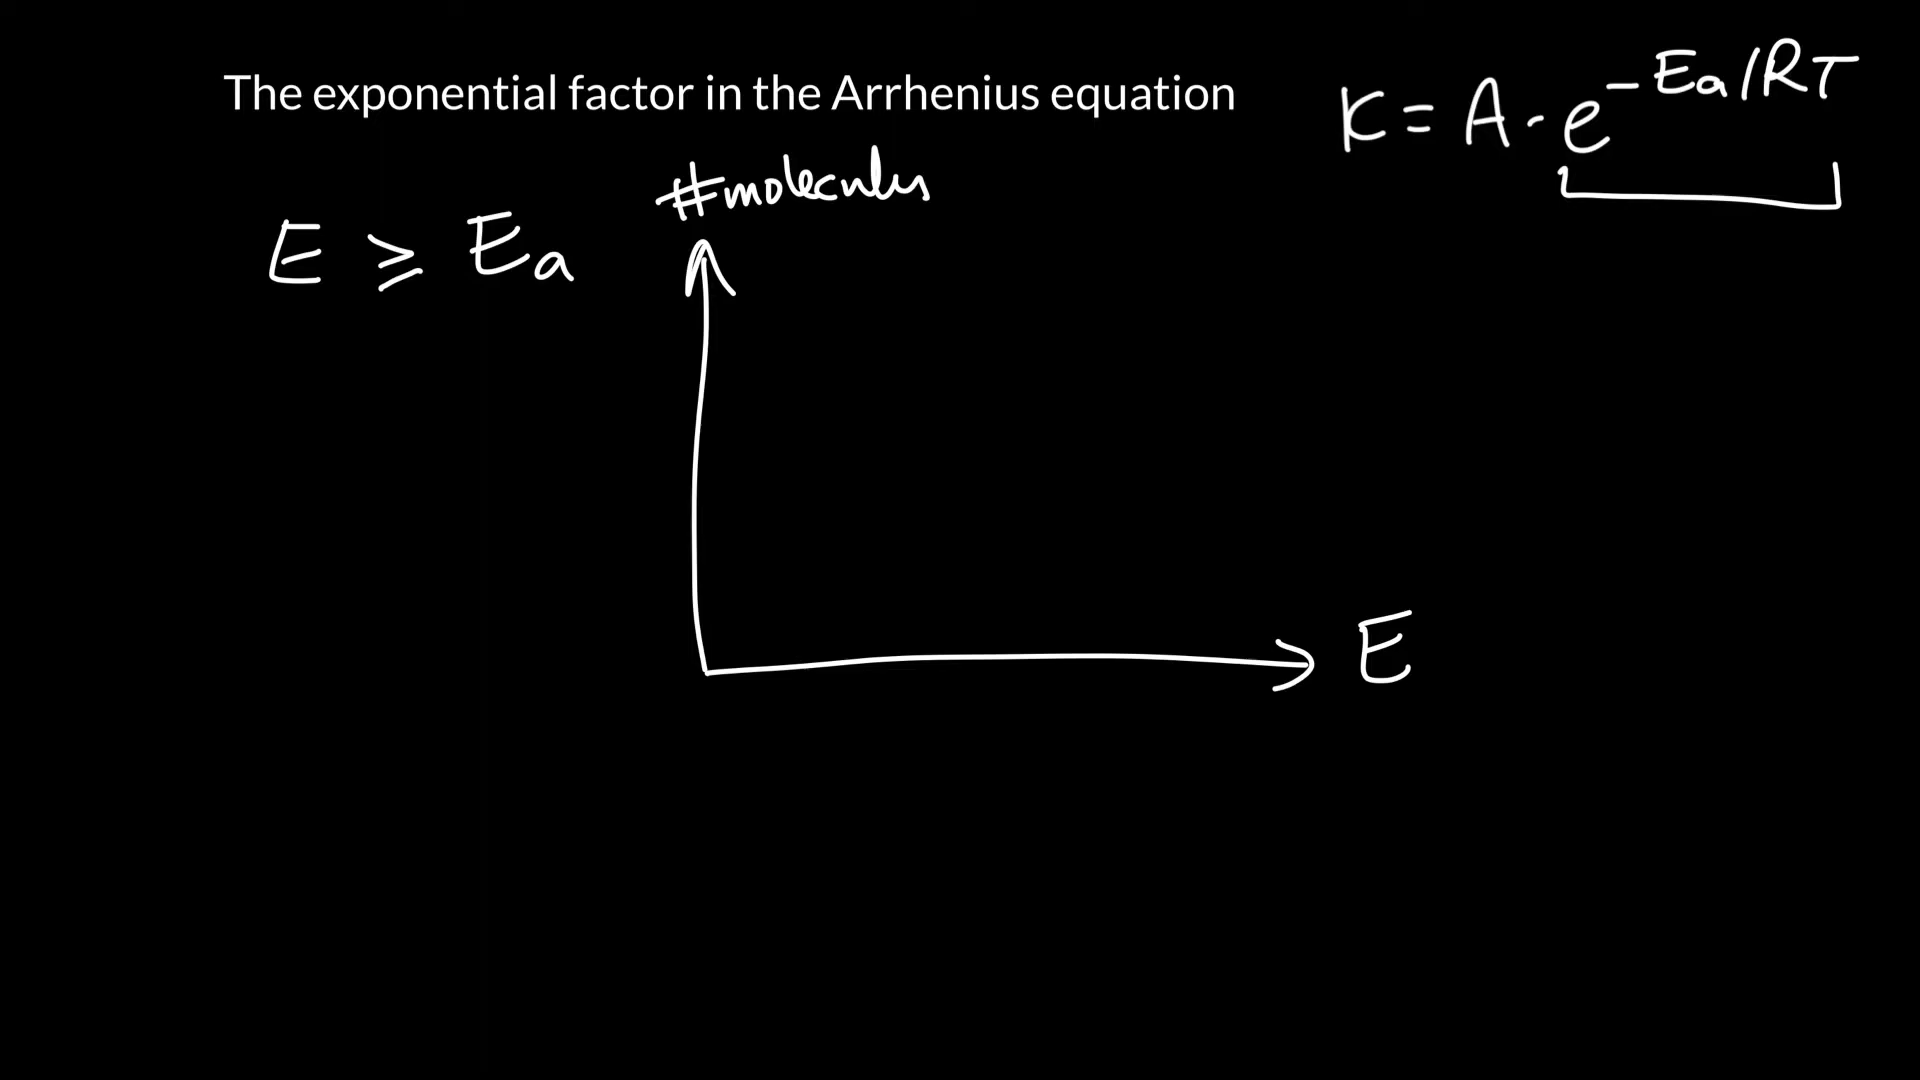 The exponential factor in the Arrhenius equation
K = A · e^-Ea/RT
#molecules
E ≥ Ea
E